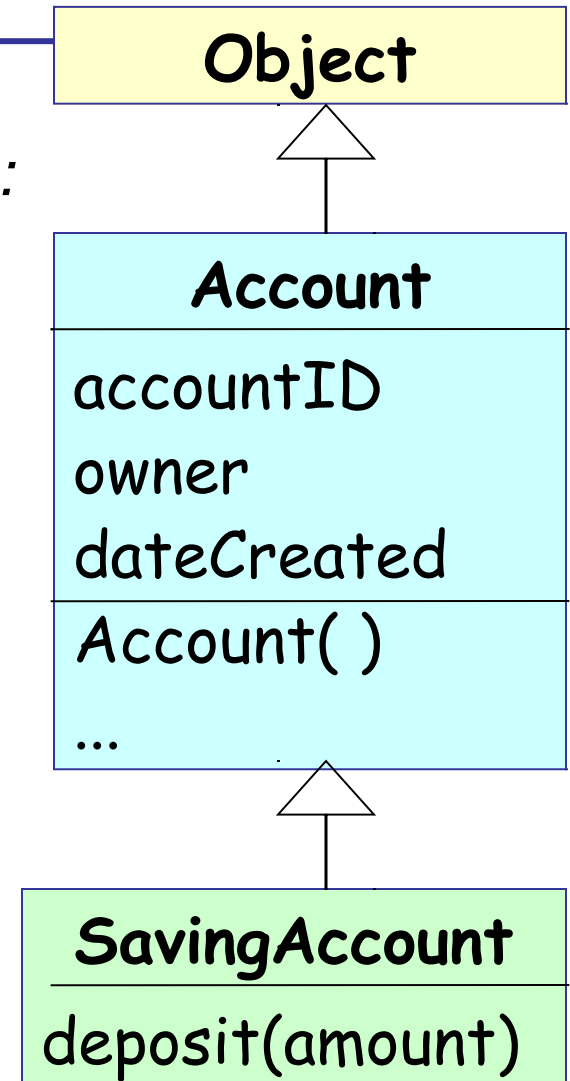 Object
:
Account
accountID
owner
dateCreated
Account( )
...
SavingAccount
deposit(amount)